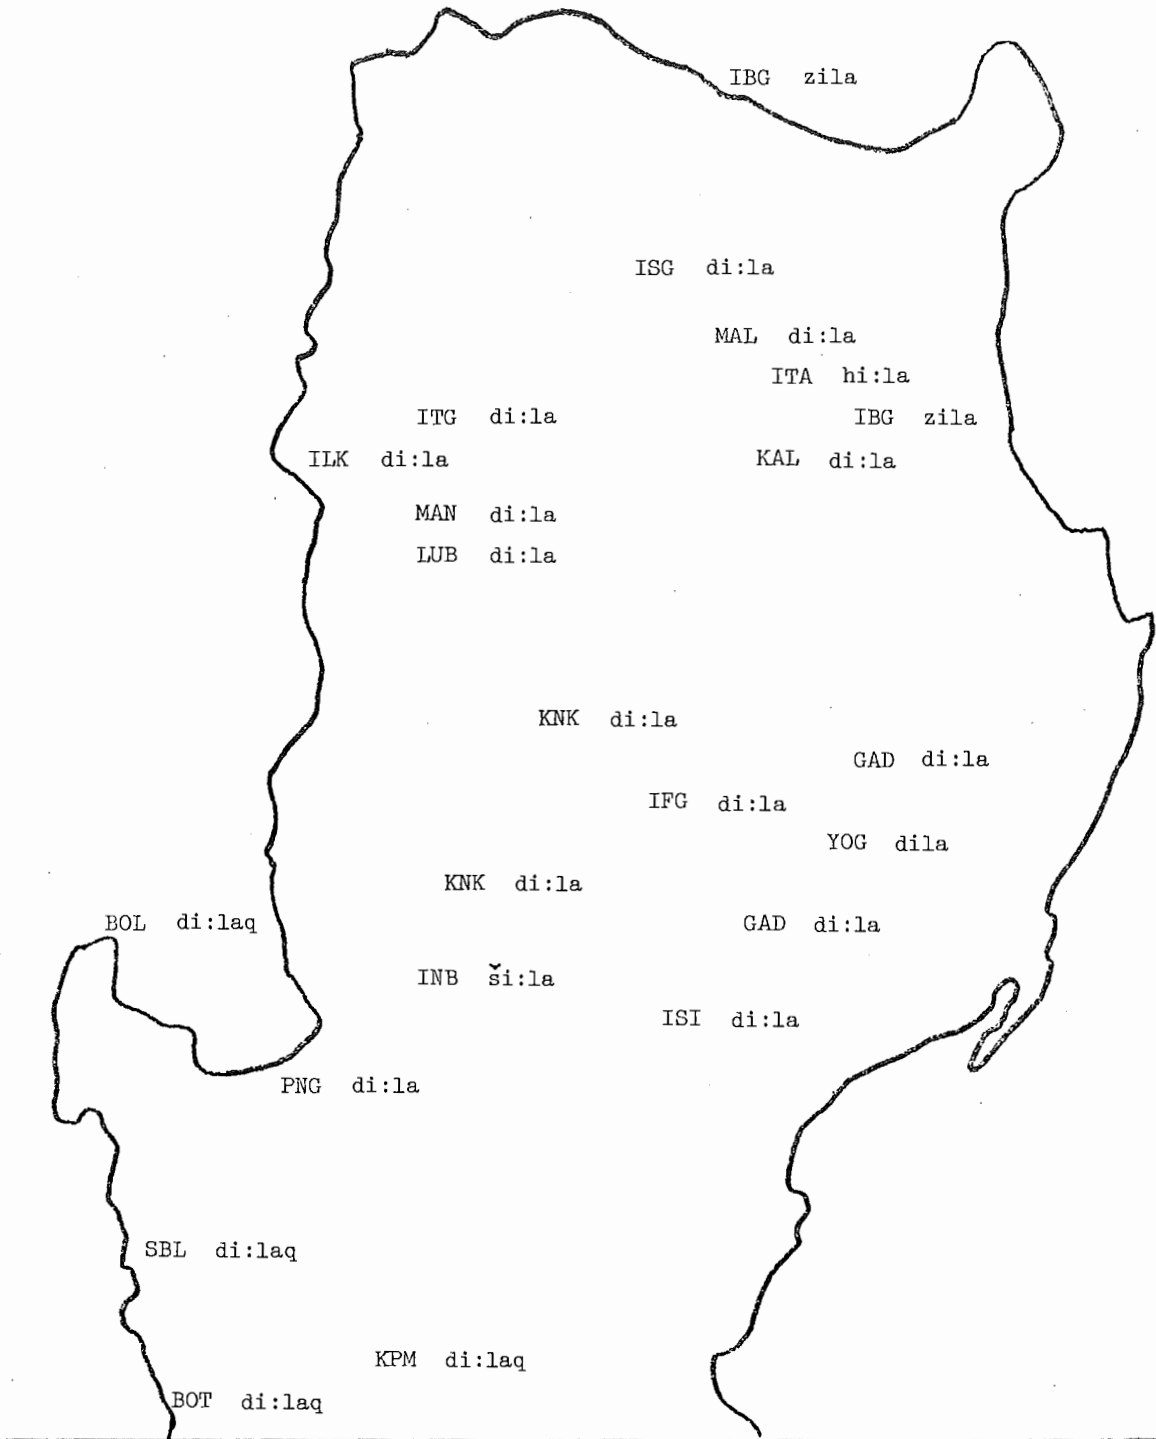 IBG zila
ISG di:la
MAL di:la
ITA hi:la
ITG di:la
IBG zila
ILK di:la
KAL di:la
MAN di:la
LUB di:la
KNK di:la
GAD di:la
IFG di:la
YOG dila
KNK di:la
BOL di:laq
GAD di:la
INB ši:la
ISI di:la
PNG di:la
SBL di:laq
KPM di:laq
BOT di:laq